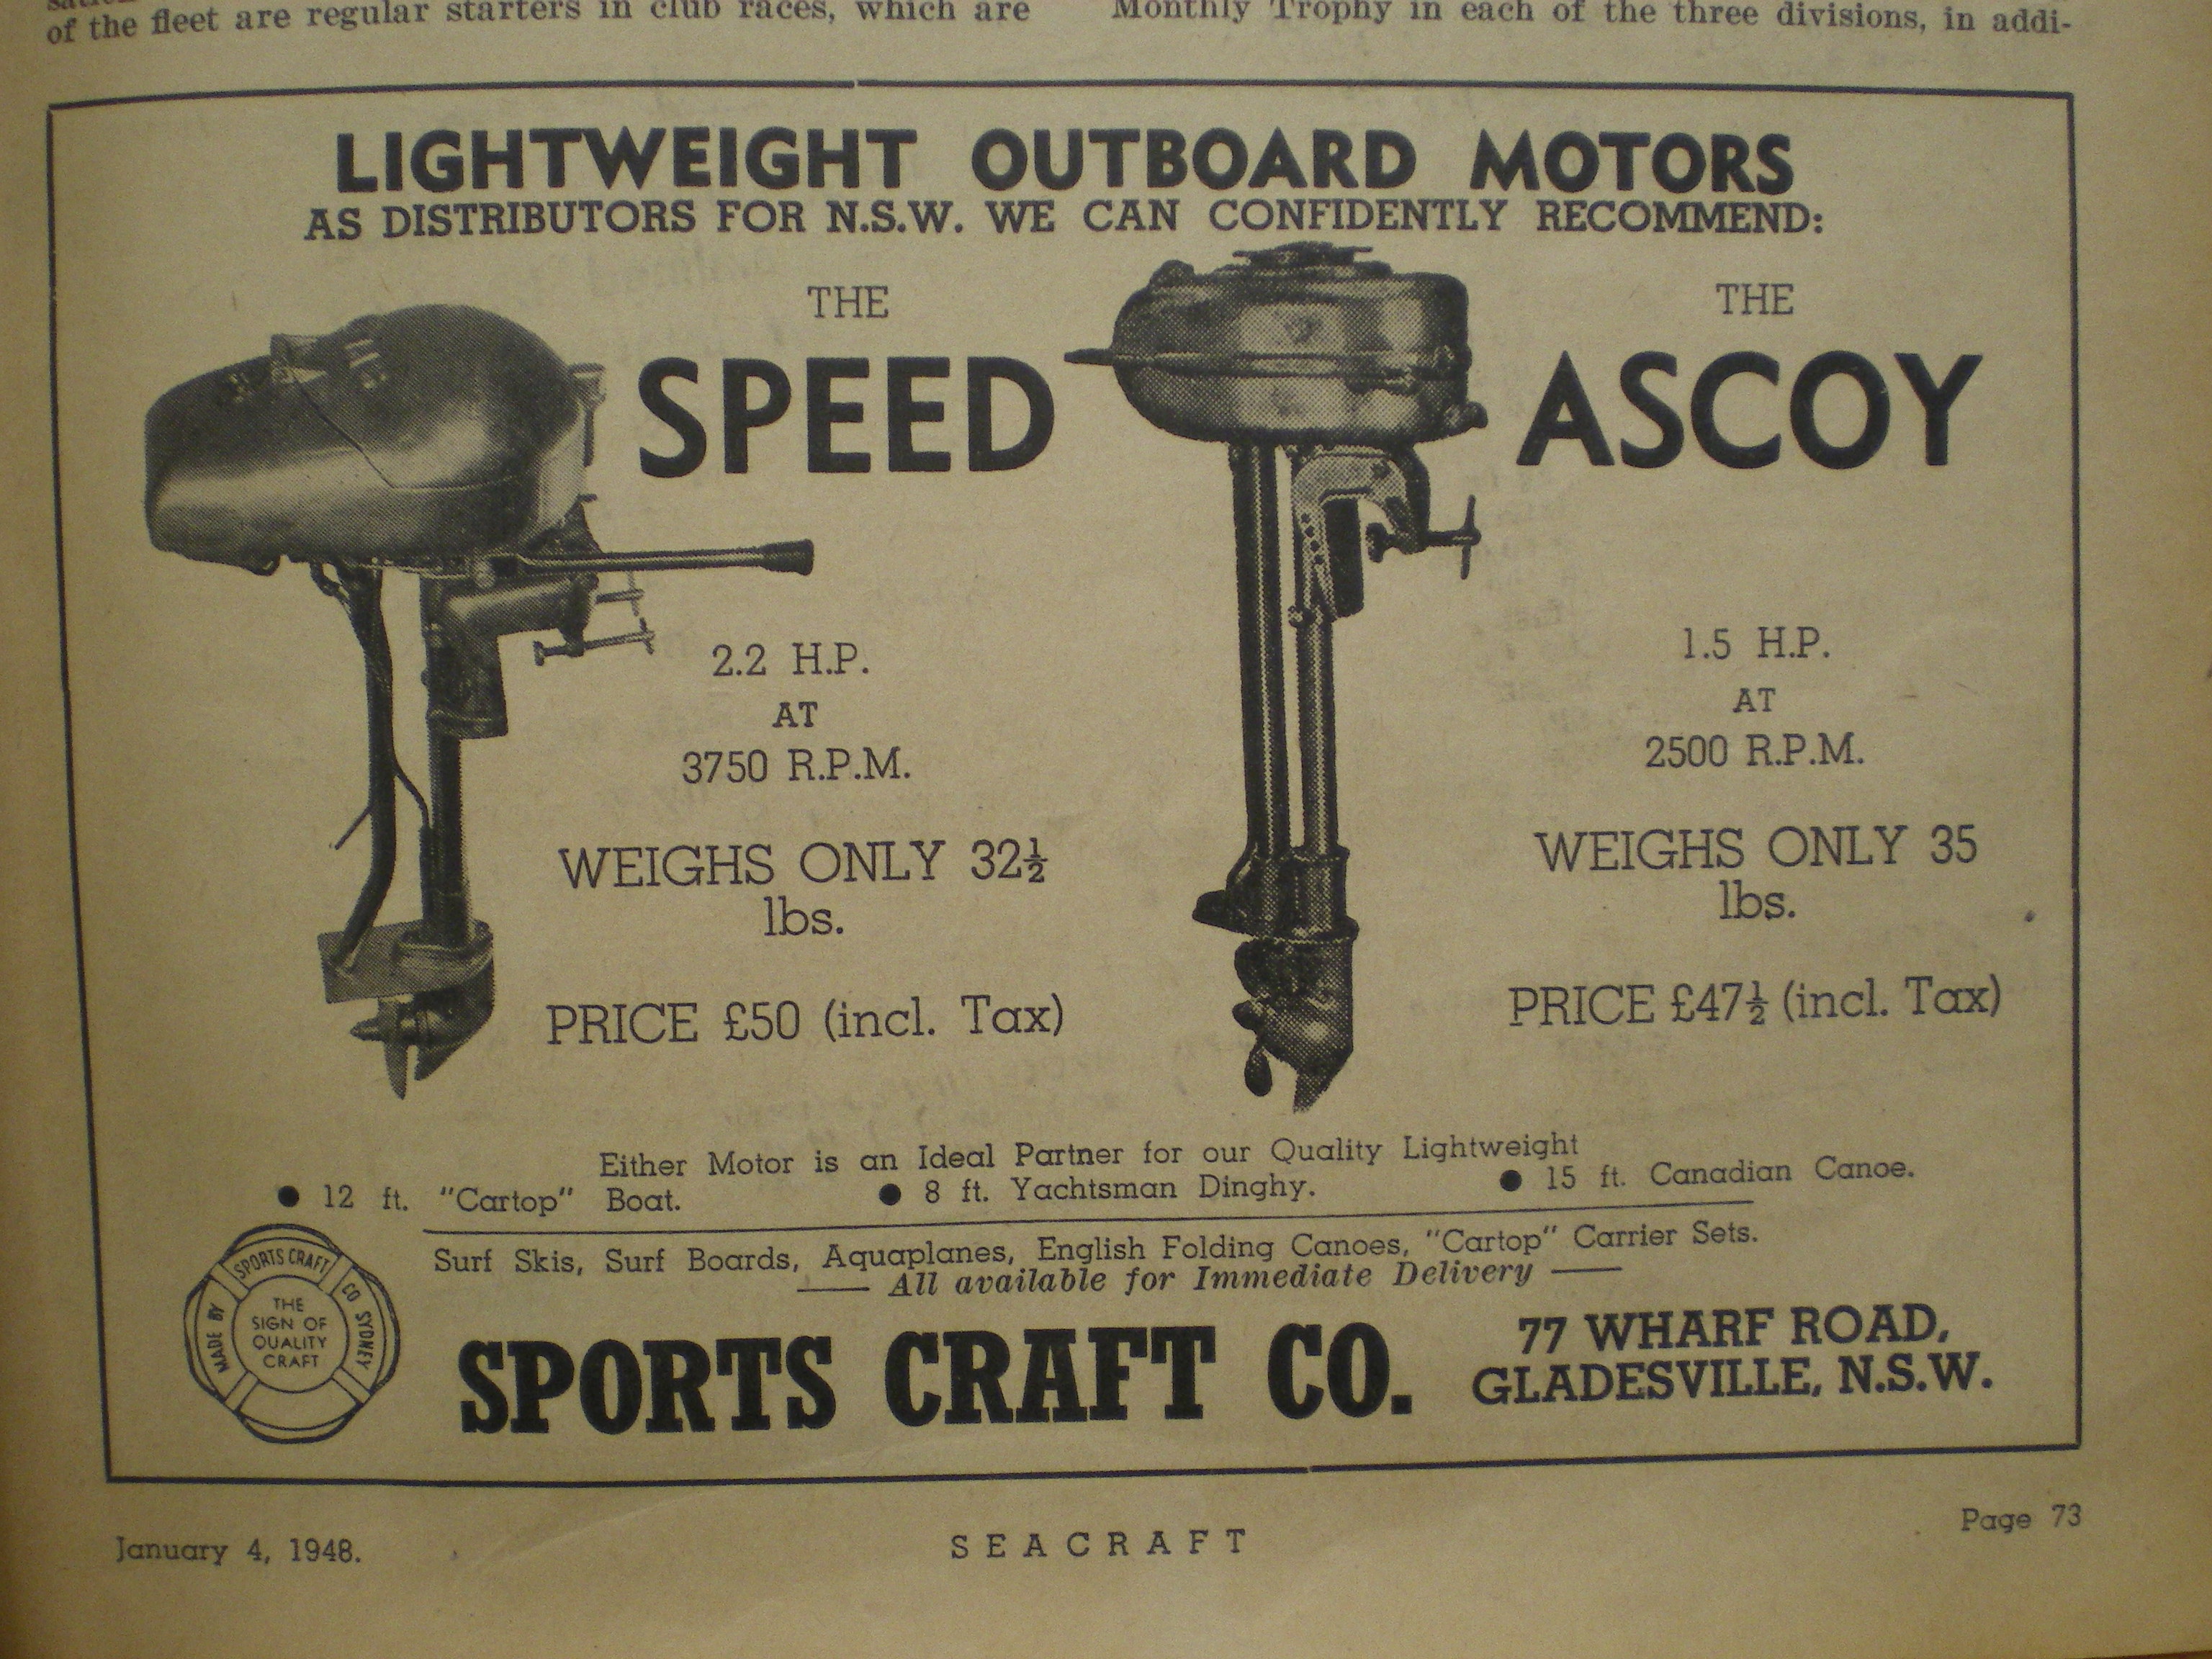 of the fleet are regular starters in club races, which are
Monthly Trophy in each of the three divisions, in addi-
LIGHTWEIGHT OUTBOARD MOTORS
AS DISTRIBUTORS FOR N.S.W. WE CAN CONFIDENTLY RECOMMEND:
THE
SPEED
2.2 H.P.
AT
3750 R.P.M.
WEIGHS ONLY 32½
lbs.
PRICE £50 (incl. Tax)
THE
ASCOY
1.5 H.P.
AT
2500 R.P.M.
WEIGHS ONLY 35
lbs.
PRICE £47½ (incl. Tax)
Either Motor is an Ideal Partner for our Quality Lightweight
● 12 ft. "Cartop" Boat. ● 8 ft. Yachtsman Dinghy. ● 15 ft. Canadian Canoe.
Surf Skis, Surf Boards, Aquaplanes, English Folding Canoes, "Cartop" Carrier Sets.
— All available for Immediate Delivery —
MADE BY SPORTS CRAFT CO SYDNEY
THE
SIGN OF
QUALITY
CRAFT
SPORTS CRAFT CO.
77 WHARF ROAD,
GLADESVILLE, N.S.W.
January 4, 1948.
SEACRAFT
Page 73